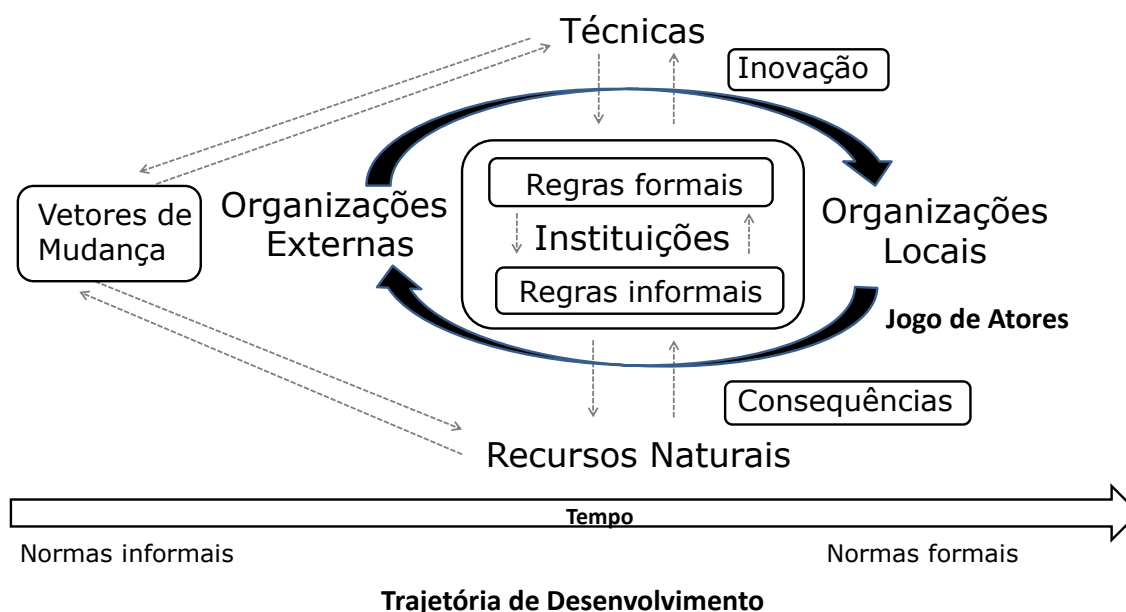 Técnicas
Inovação
Vetores de
Mudança
Organizações
Externas
Regras formais
Instituições
Regras informais
Organizações
Locais
Jogo de Atores
Consequências
Recursos Naturais
Tempo
Normas informais
Normas formais
Trajetória de Desenvolvimento